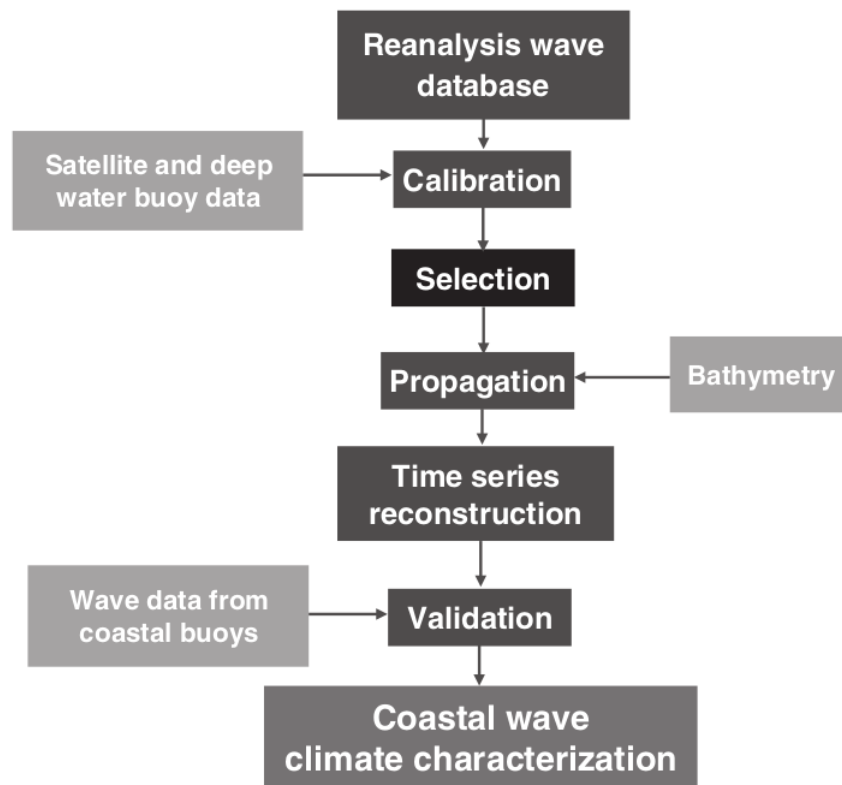 Reanalysis wave
database
Satellite and deep
water buoy data
Calibration
Selection
Propagation
Bathymetry
Time series
reconstruction
Wave data from
coastal buoys
Validation
Coastal wave
climate characterization